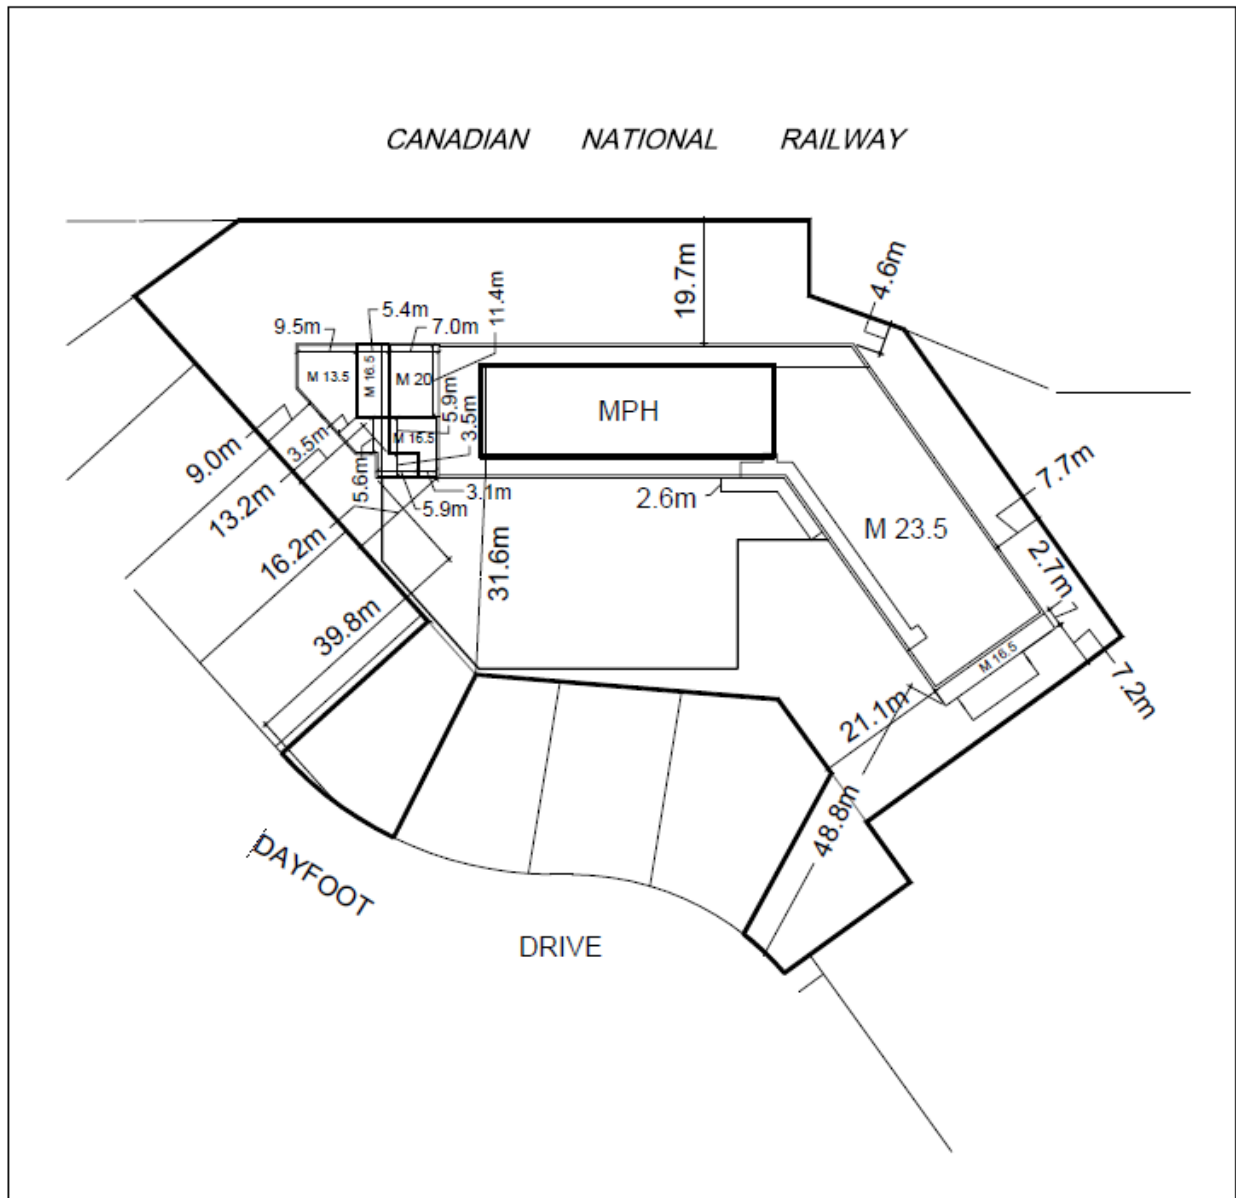 CANADIAN NATIONAL RAILWAY
19.7m
4.6m
11.4m
5.4m
9.5m
7.0m
M 13.5
M 16.5
M 20
MPH
5.9m
3.5m
M 16.5
9.0m
3.5m
13.2m
5.6m
3.1m
5.9m
2.6m
7.7m
M 23.5
16.2m
31.6m
2.7m
39.8m
M 16.5
7.2m
21.1m
48.8m
DAYFOOT
DRIVE